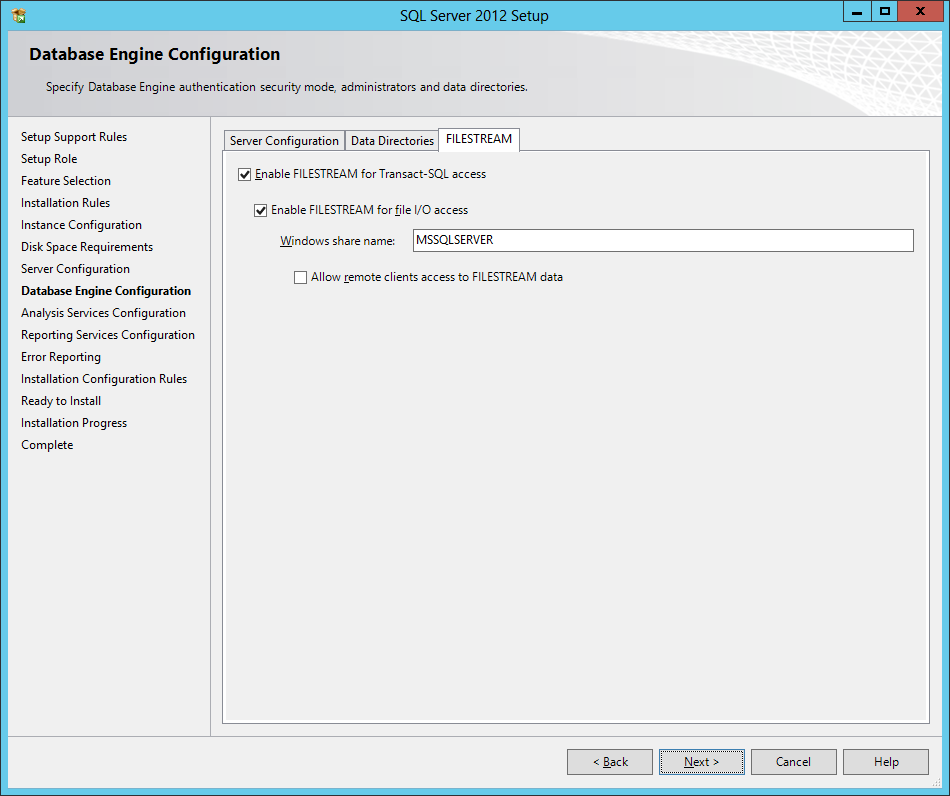 SQL Server 2012 Setup
Database Engine Configuration
Specify Database Engine authentication security mode, administrators and data directories.
Setup Support Rules
Setup Role
Feature Selection
Installation Rules
Instance Configuration
Disk Space Requirements
Server Configuration
Database Engine Configuration
Analysis Services Configuration
Reporting Services Configuration
Error Reporting
Installation Configuration Rules
Ready to Install
Installation Progress
Complete
Server Configuration Data Directories FILESTREAM
Enable FILESTREAM for Transact-SQL access
Enable FILESTREAM for file I/O access
Windows share name: MSSQLSERVER
Allow remote clients access to FILESTREAM data
< Back Next > Cancel Help